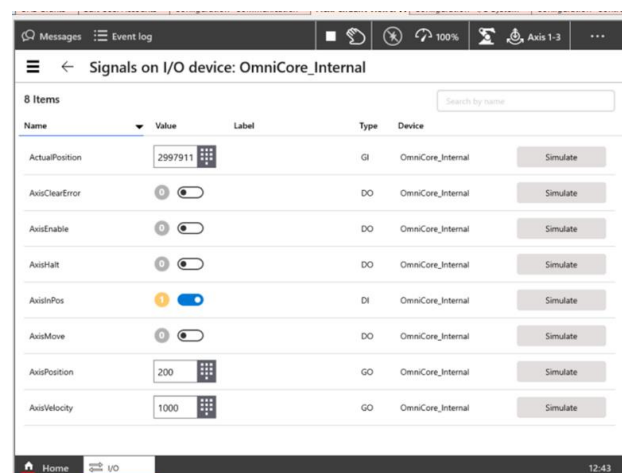 Messages Event log 100% Axis 1-3 ...
Signals on I/O device: OmniCore_Internal
8 Items Search by name
Name Value Label Type Device
ActualPosition 2997911 GI OmniCore_Internal Simulate
AxisClearError 0 DO OmniCore_Internal Simulate
AxisEnable 0 DO OmniCore_Internal Simulate
AxisHalt 0 DO OmniCore_Internal Simulate
AxisInPos 1 DI OmniCore_Internal Simulate
AxisMove 0 DO OmniCore_Internal Simulate
AxisPosition 200 GO OmniCore_Internal Simulate
AxisVelocity 1000 GO OmniCore_Internal Simulate
Home I/O 12:43